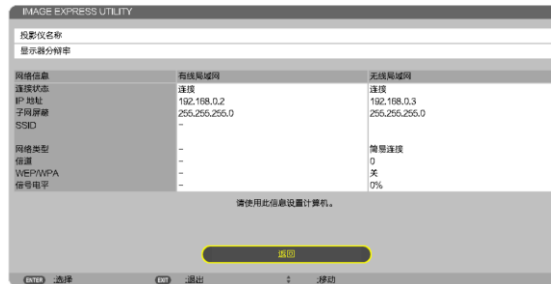 IMAGE EXPRESS UTILITY
投影仪名称
显示器分辩率
网络信息 有线局域网 无线局域网
连接状态 连接 连接
IP 地址 192.168.0.2 192.168.0.3
子网屏蔽 255.255.255.0 255.255.255.0
SSID –
网络类型 – 简易连接
信道 – 0
WEP/WPA – 关
信号电平 – 0%
请使用此信息设置计算机。
返回
ENTER :选择 EXIT :退出 :移动